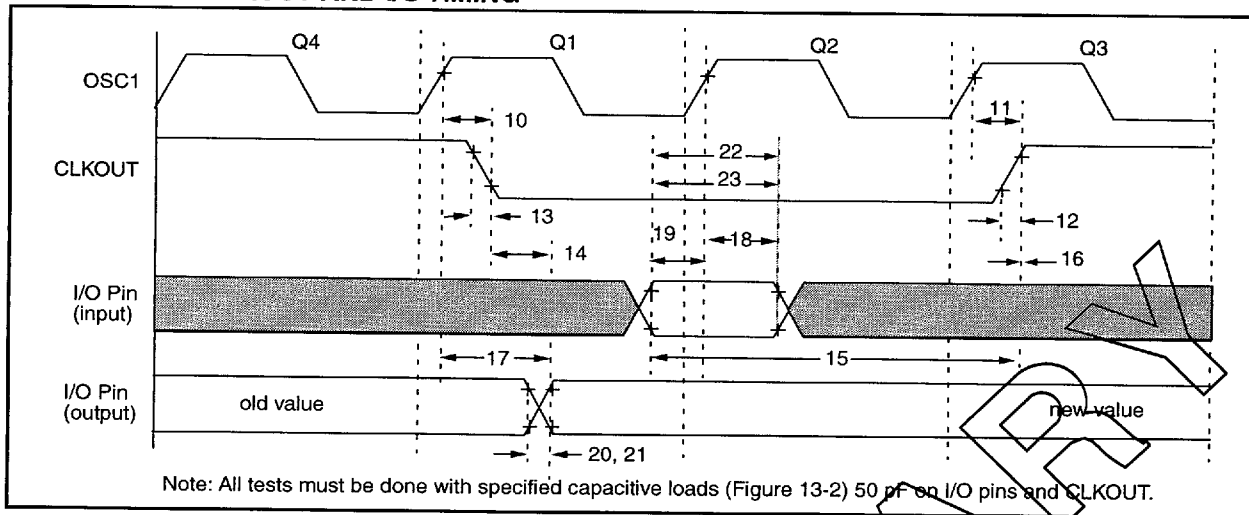 Q4 Q1 Q2 Q3
OSC1
10
11
22
CLKOUT
23
13
12
19
18
14
16
I/O Pin
(input)
17
15
I/O Pin
(output)
old value
new value
20, 21
Note: All tests must be done with specified capacitive loads (Figure 13-2) 50 pF on I/O pins and CLKOUT.
R Y